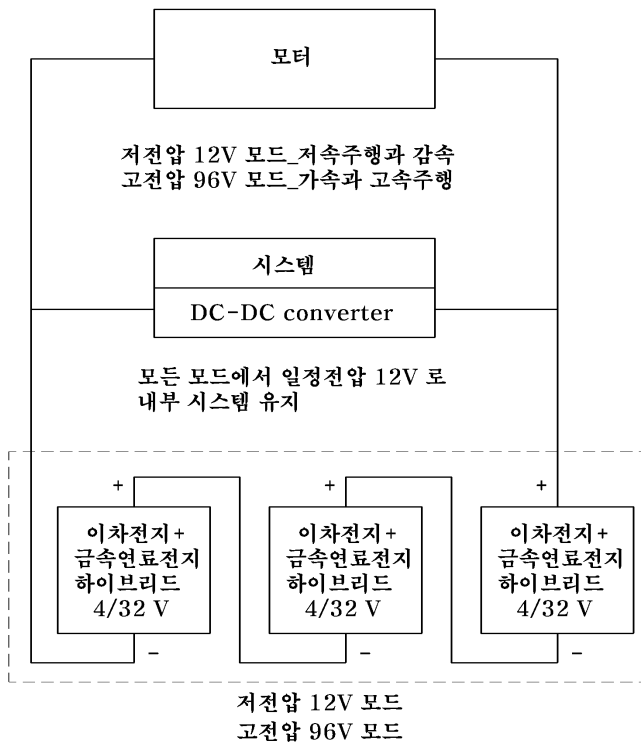 모터
저전압 12V 모드_저속주행과 감속
고전압 96V 모드_가속과 고속주행
시스템
DC-DC converter
모든 모드에서 일정전압 12V 로
내부 시스템 유지
+
+
+
이차전지+
금속연료전지
하이브리드
4/32 V
이차전지+
금속연료전지
하이브리드
4/32 V
이차전지+
금속연료전지
하이브리드
4/32 V
−
−
−
저전압 12V 모드
고전압 96V 모드